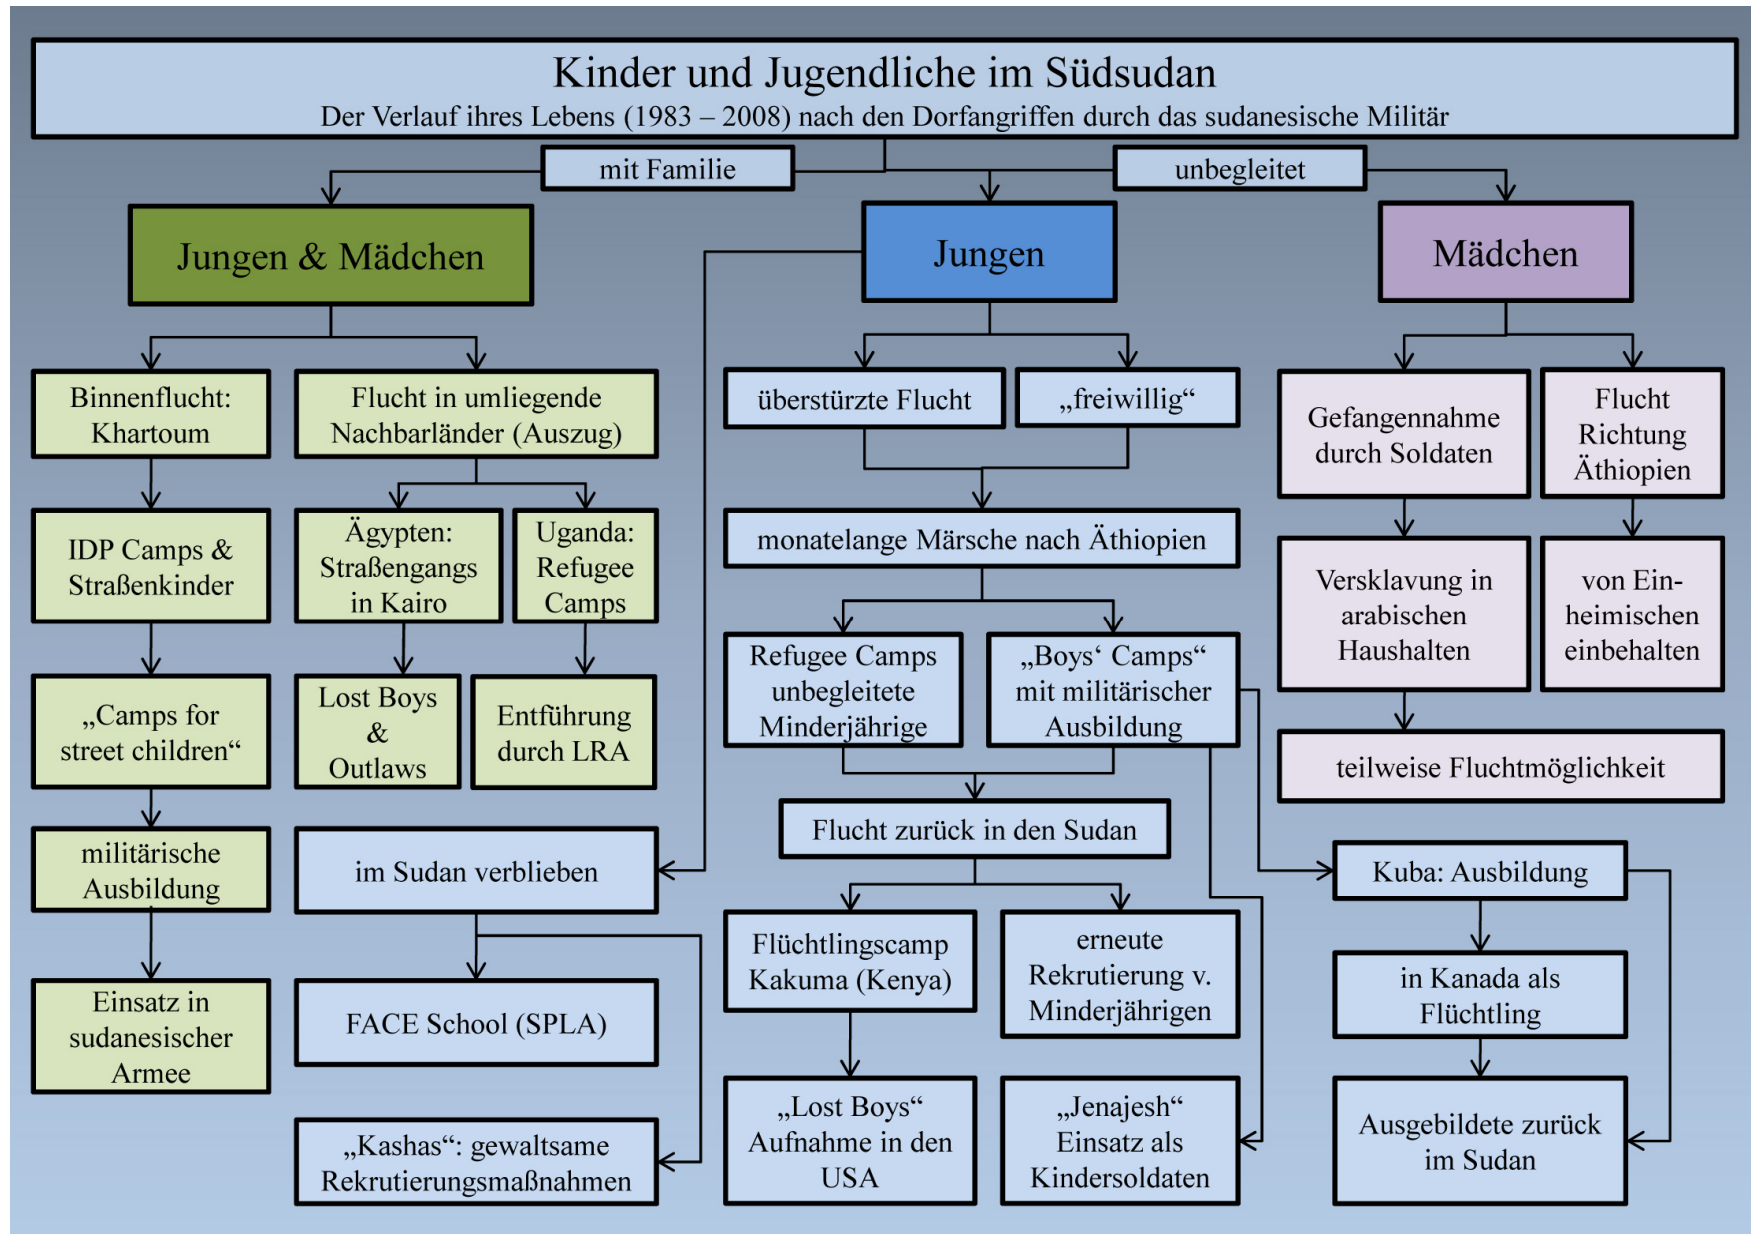 Kinder und Jugendliche im Südsudan
Der Verlauf ihres Lebens (1983 – 2008) nach den Dorfangriffen durch das sudanesische Militär
mit Familie
unbegleitet
Jungen & Mädchen
Jungen
Mädchen
Binnenflucht:
Khartoum
Flucht in umliegende
Nachbarländer (Auszug)
IDP Camps &
Straßenkinder
Ägypten:
Straßengangs
in Kairo
Uganda:
Refugee
Camps
„Camps for
street children“
Lost Boys
&
Outlaws
Entführung
durch LRA
militärische
Ausbildung
Einsatz in
sudanesischer
Armee
im Sudan verblieben
FACE School (SPLA)
„Kashas“: gewaltsame
Rekrutierungsmaßnahmen
überstürzte Flucht
„freiwillig“
monatelange Märsche nach Äthiopien
Refugee Camps
unbegleitete
Minderjährige
„Boys‘ Camps“
mit militärischer
Ausbildung
Flucht zurück in den Sudan
Flüchtlingscamp
Kakuma (Kenya)
erneute
Rekrutierung v.
Minderjährigen
„Lost Boys“
Aufnahme in den
USA
„Jenajesh“
Einsatz als
Kindersoldaten
Gefangennahme
durch Soldaten
Flucht
Richtung
Äthiopien
Versklavung in
arabischen
Haushalten
von Ein-
heimischen
einbehalten
teilweise Fluchtmöglichkeit
Kuba: Ausbildung
in Kanada als
Flüchtling
Ausgebildete zurück
im Sudan